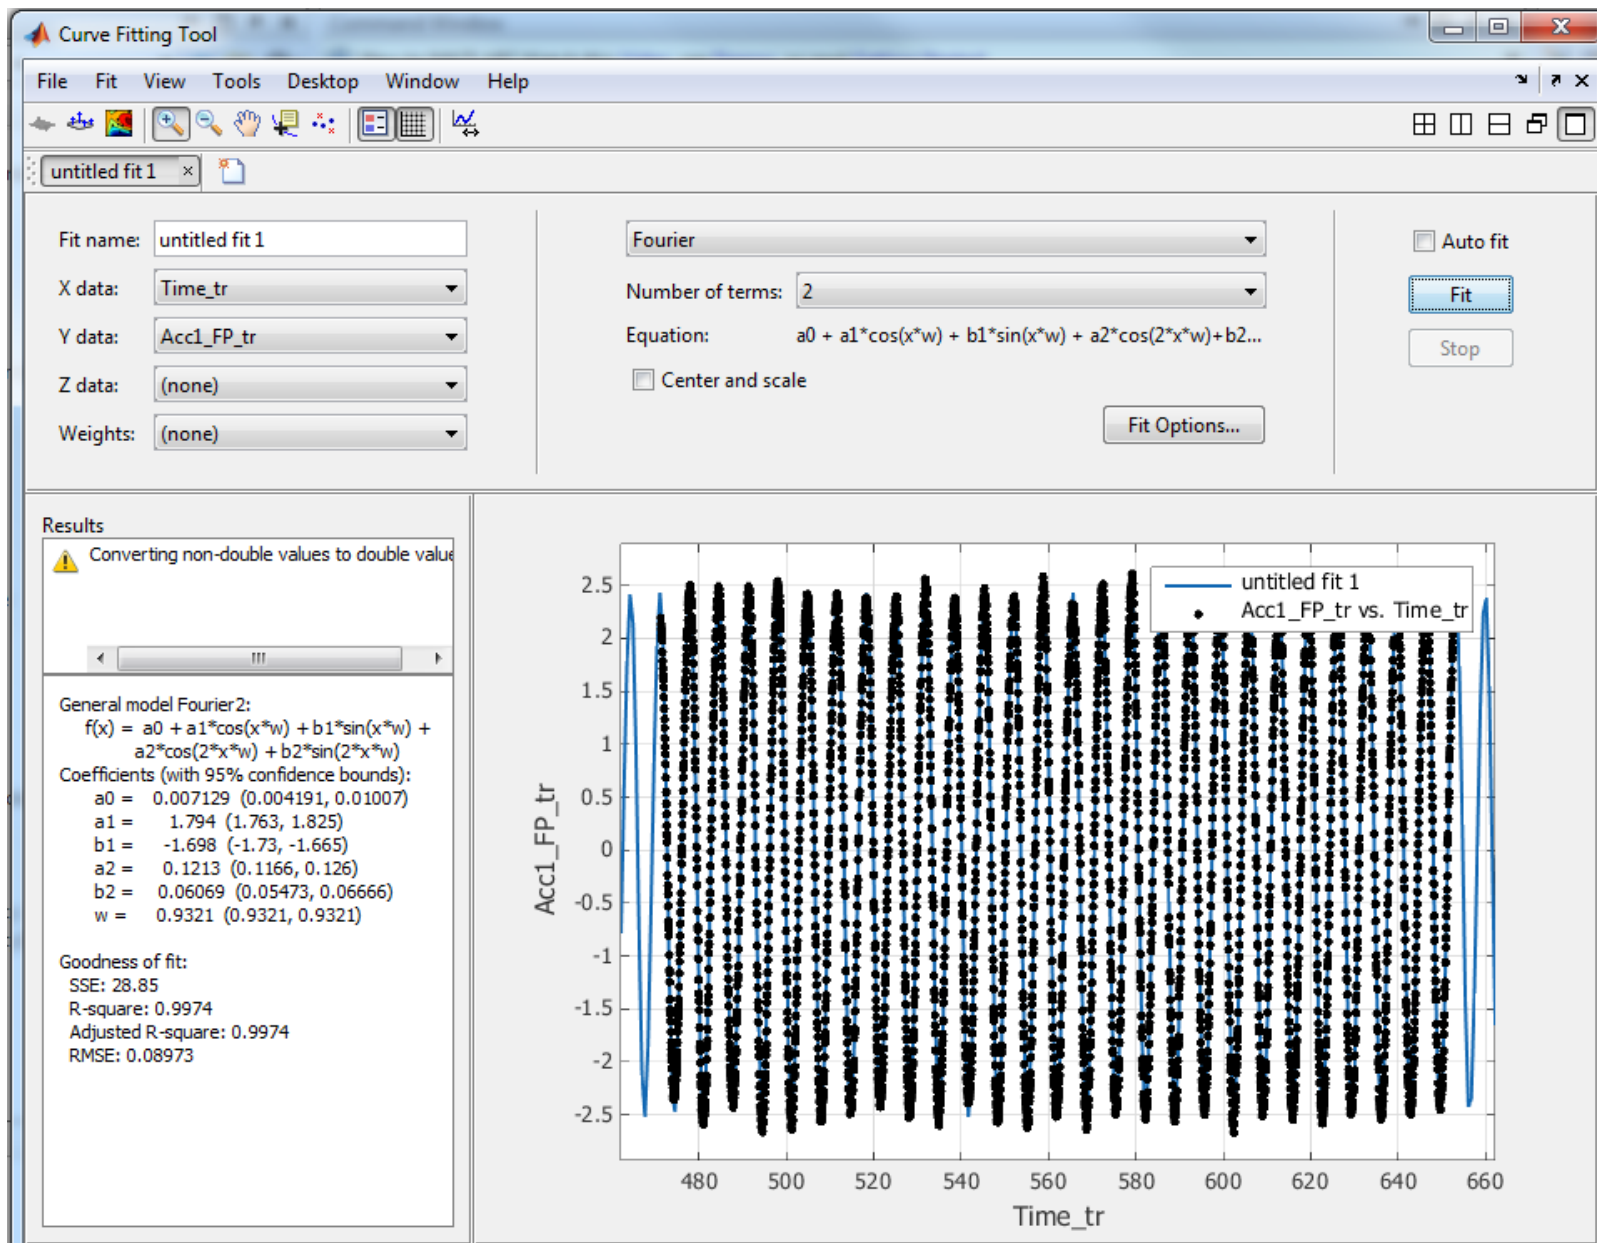 Curve Fitting Tool
File Fit View Tools Desktop Window Help
untitled fit 1
Fit name: untitled fit 1
X data: Time_tr
Y data: Acc1_FP_tr
Z data: (none)
Weights: (none)
Fourier
Number of terms: 2
Equation: a0 + a1*cos(x*w) + b1*sin(x*w) + a2*cos(2*x*w)+b2...
Center and scale
Fit Options...
Auto fit
Fit
Stop
Results
Converting non-double values to double value
General model Fourier2:
f(x) = a0 + a1*cos(x*w) + b1*sin(x*w) +
a2*cos(2*x*w) + b2*sin(2*x*w)
Coefficients (with 95% confidence bounds):
a0 = 0.007129 (0.004191, 0.01007)
a1 = 1.794 (1.763, 1.825)
b1 = -1.698 (-1.73, -1.665)
a2 = 0.1213 (0.1166, 0.126)
b2 = 0.06069 (0.05473, 0.06666)
w = 0.9321 (0.9321, 0.9321)
Goodness of fit:
SSE: 28.85
R-square: 0.9974
Adjusted R-square: 0.9974
RMSE: 0.08973
untitled fit 1
Acc1_FP_tr vs. Time_tr
2.5
2
1.5
1
0.5
0
-0.5
-1
-1.5
-2
-2.5
Acc1_FP_tr
480 500 520 540 560 580 600 620 640 660
Time_tr